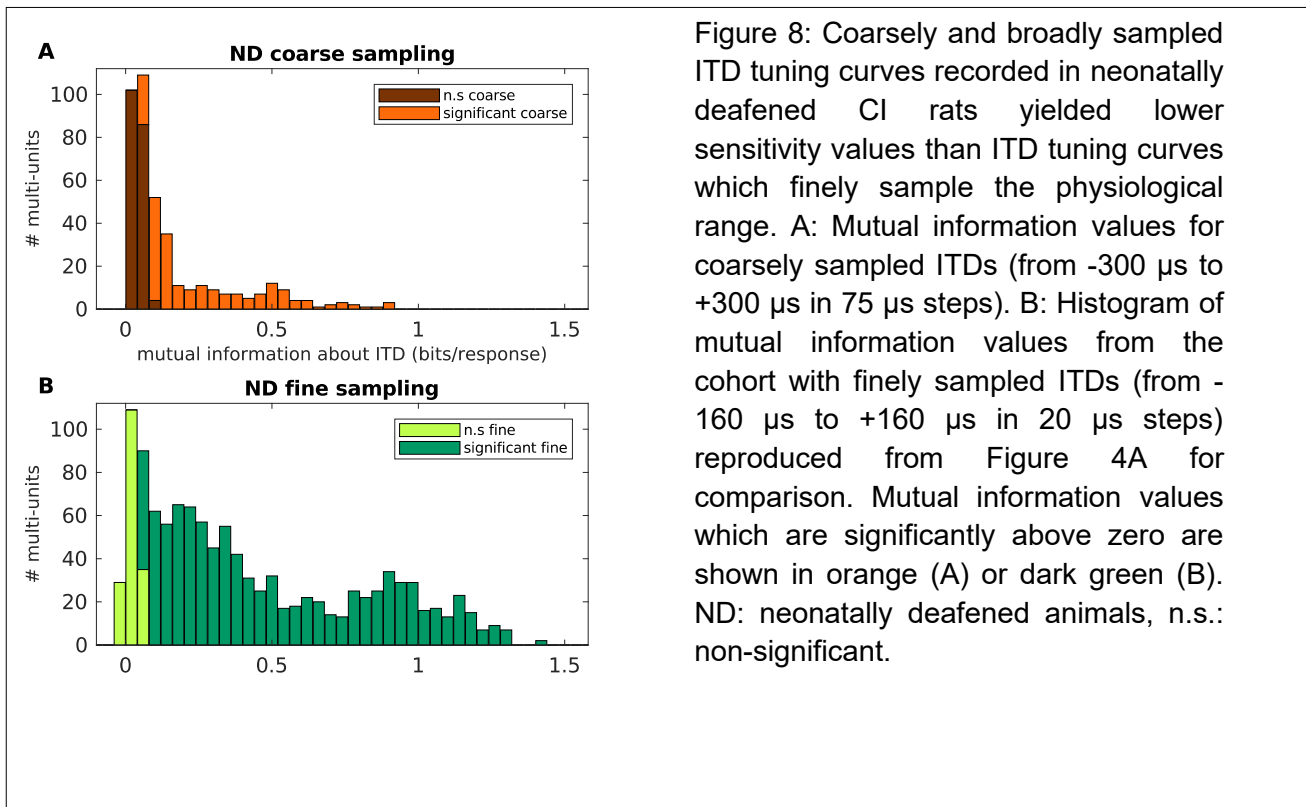 A
ND coarse sampling
n.s coarse
significant coarse
# multi-units
100
80
60
40
20
0
0 0.5 1 1.5
mutual information about ITD (bits/response)
B
ND fine sampling
n.s fine
significant fine
# multi-units
100
80
60
40
20
0
0 0.5 1 1.5
Figure 8: Coarsely and broadly sampled
ITD tuning curves recorded in neonatally
deafened CI rats yielded lower
sensitivity values than ITD tuning curves
which finely sample the physiological
range. A: Mutual information values for
coarsely sampled ITDs (from -300 µs to
+300 µs in 75 µs steps). B: Histogram of
mutual information values from the
cohort with finely sampled ITDs (from -
160 µs to +160 µs in 20 µs steps)
reproduced from Figure 4A for
comparison. Mutual information values
which are significantly above zero are
shown in orange (A) or dark green (B).
ND: neonatally deafened animals, n.s.:
non-significant.